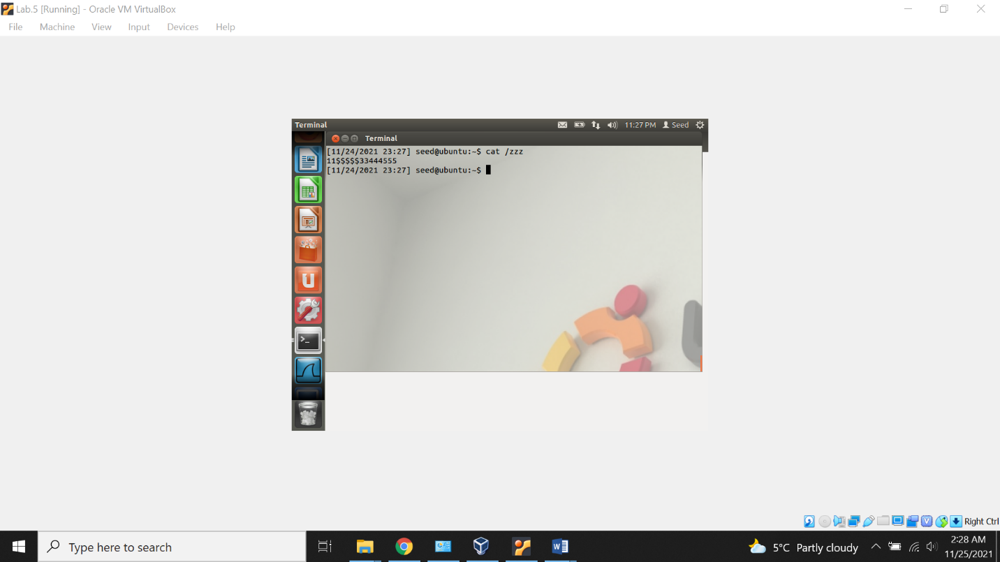 Lab.5 [Running] - Oracle VM VirtualBox
File Machine View Input Devices Help
Terminal 11:27 PM Seed
Terminal
[11/24/2021 23:27] seed@ubuntu:~$ cat /zzz
11$$$$$33444555
[11/24/2021 23:27] seed@ubuntu:~$
Right Ctrl
Type here to search
5°C Partly cloudy
2:28 AM
11/25/2021